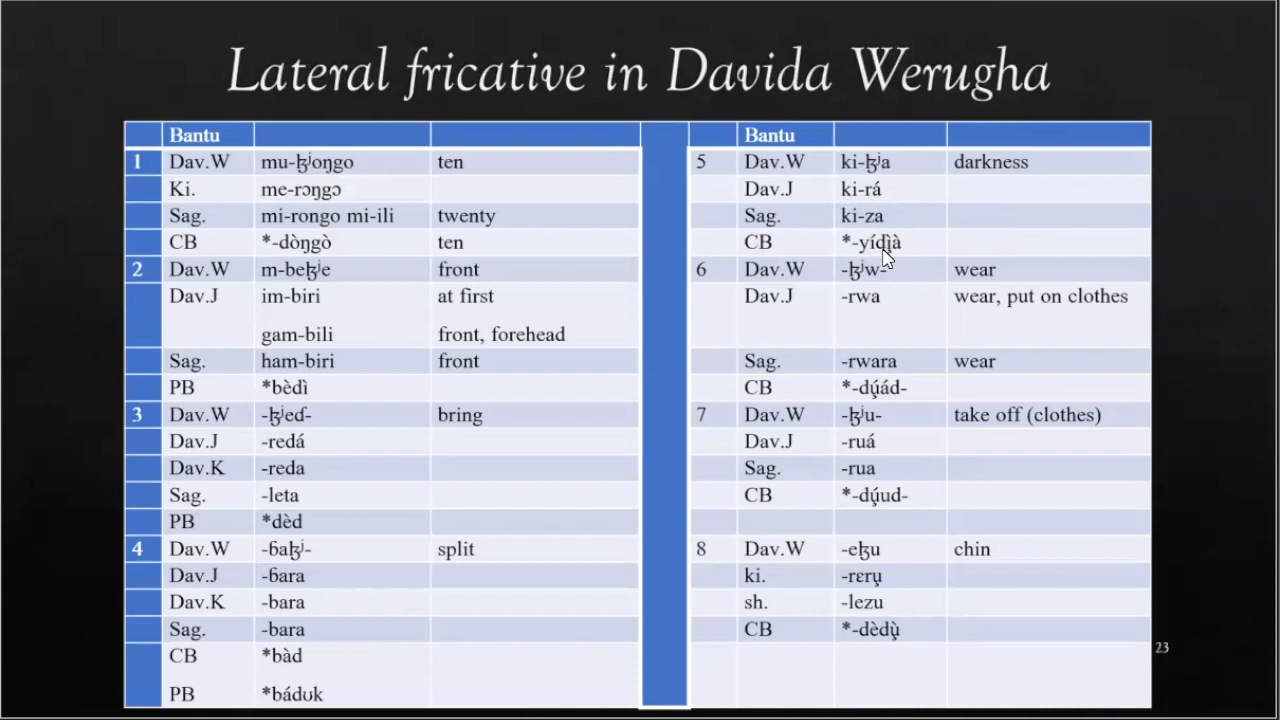 Lateral fricative in Davida Werugha
Bantu
1 Dav.W mu-ɮʲoŋgo ten
Ki. me-rɔŋgɔ
Sag. mi-rongo mi-ili twenty
CB *-dòŋgò ten
2 Dav.W m-beɮʲe front
Dav.J im-biri at first
gam-bili front, forehead
Sag. ham-biri front
PB *bèdì
3 Dav.W -ɮʲeɗ- bring
Dav.J -redá
Dav.K -reda
Sag. -leta
PB *dèd
4 Dav.W -ɓaɮʲ- split
Dav.J -ɓara
Dav.K -bara
Sag. -bara
CB *bàd
PB *báduk
Bantu
5 Dav.W ki-ɮʲa darkness
Dav.J ki-rá
Sag. ki-za
CB *-yídɩ̀à
6 Dav.W -ɮʲw- wear
Dav.J -rwa wear, put on clothes
Sag. -rwara wear
CB *-dų́ád-
7 Dav.W -ɮʲu- take off (clothes)
Dav.J -ruá
Sag. -rua
CB *-dų́ud-
8 Dav.W -eɮu chin
ki. -rɛrų
sh. -lezu
CB *-dèdų̀
23